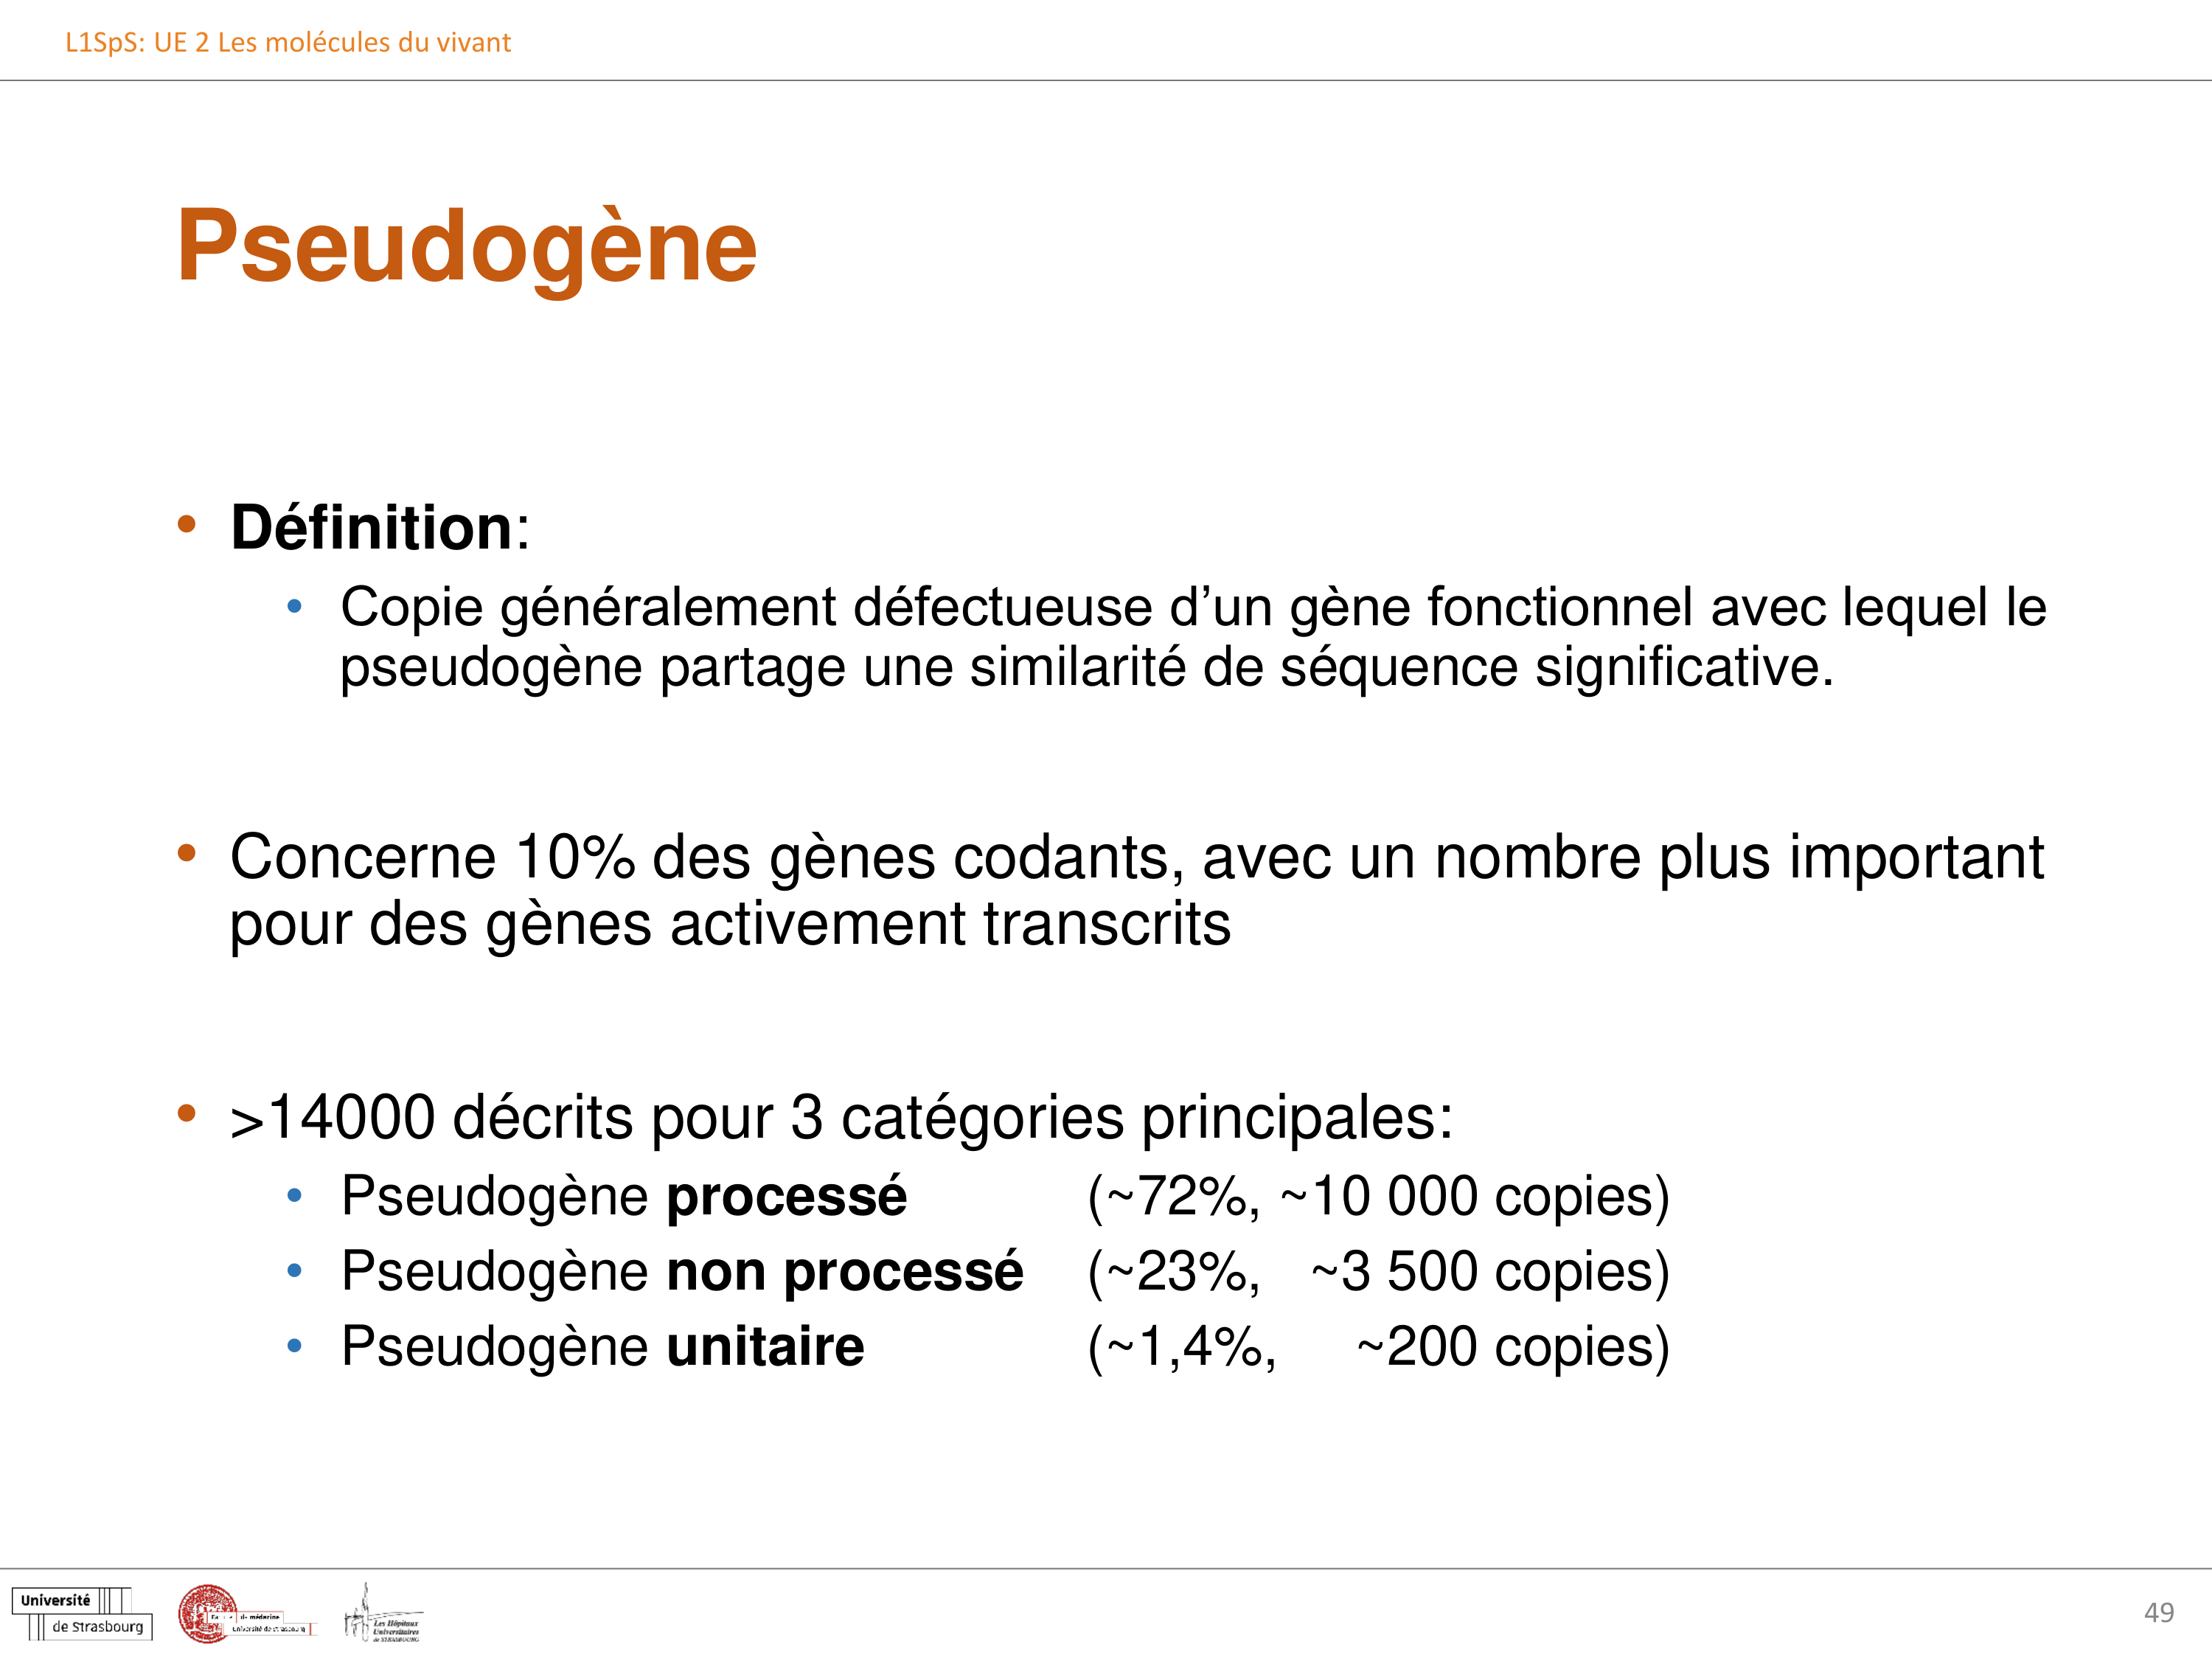 L1SpS: UE 2 Les molécules du vivant
Pseudogène
• Définition:
• Copie généralement défectueuse d’un gène fonctionnel avec lequel le
pseudogène partage une similarité de séquence significative.
• Concerne 10% des gènes codants, avec un nombre plus important
pour des gènes activement transcrits
• >14000 décrits pour 3 catégories principales:
• Pseudogène processé (~72%, ~10 000 copies)
• Pseudogène non processé (~23%, ~3 500 copies)
• Pseudogène unitaire (~1,4%, ~200 copies)
Université
de Strasbourg
de médecine
Université de Strasbourg
Les Hôpitaux
Universitaires
de STRASBOURG
49